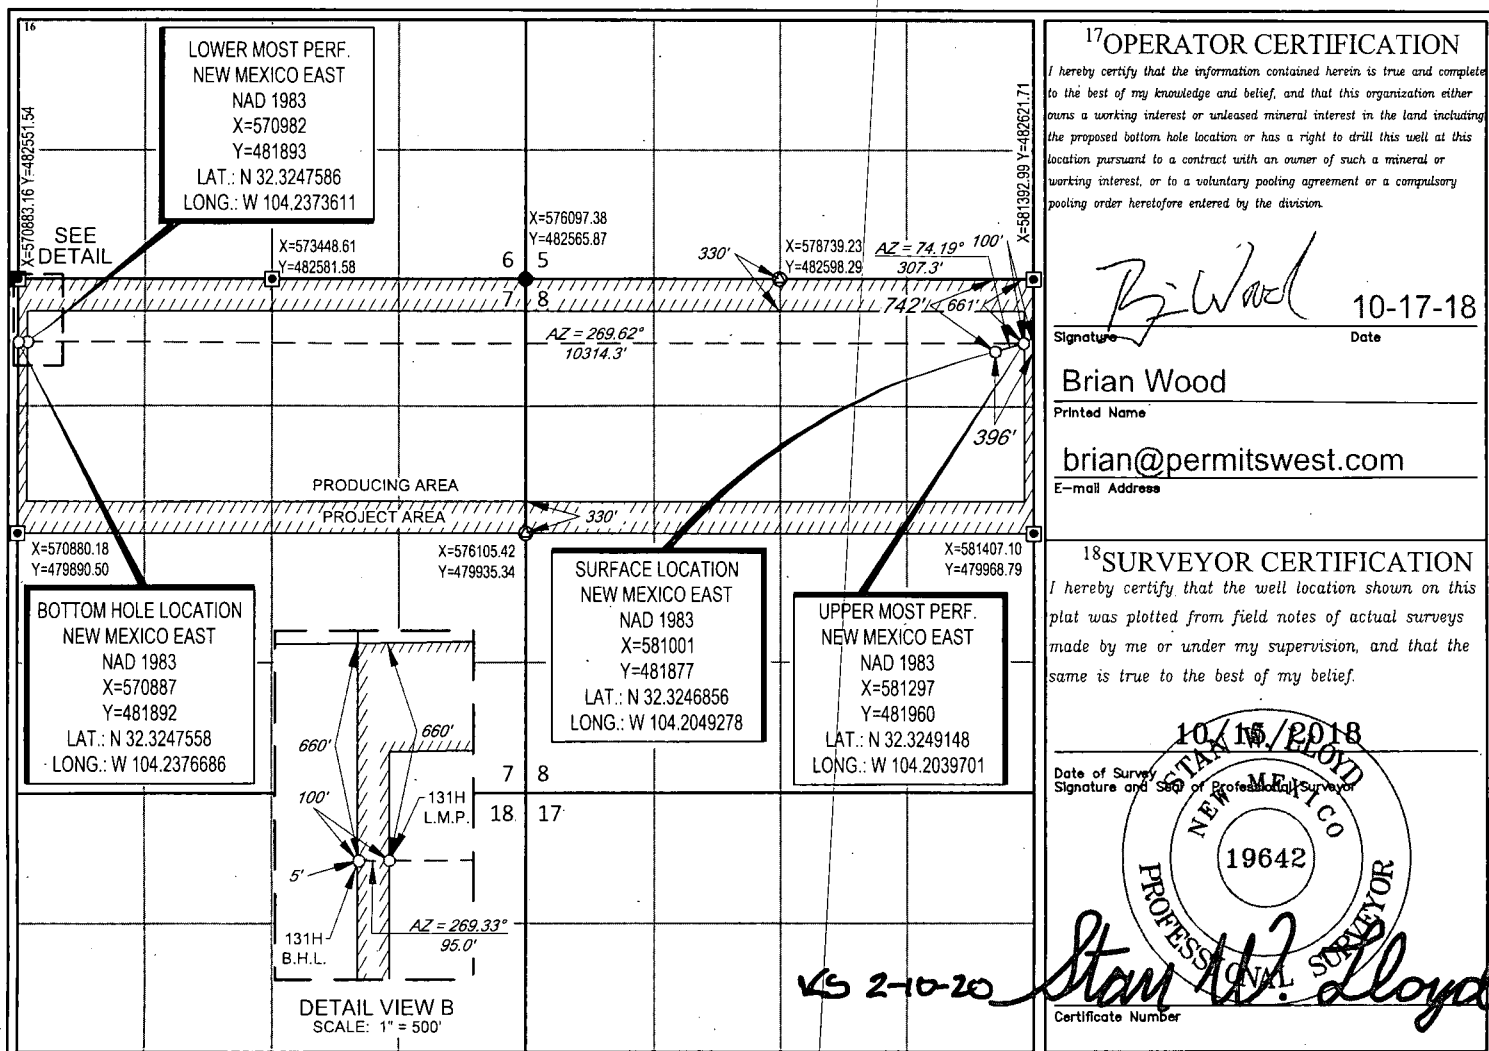 16
LOWER MOST PERF.
NEW MEXICO EAST
NAD 1983
X=570982
Y=481893
LAT.: N 32.3247586
LONG.: W 104.2373611
X=570883.16 Y=482551.54
SEE
DETAIL
X=573448.61
Y=482581.58
X=576097.38
Y=482565.87
6 5
7 8
330'
X=578739.23
Y=482598.29
AZ = 74.19°
307.3'
100'
X=581392.99 Y=482621.71
742'
661'
AZ = 269.62°
10314.3'
396'
PRODUCING AREA
PROJECT AREA
330'
X=570880.18
Y=479890.50
X=576105.42
Y=479935.34
X=581407.10
Y=479968.79
BOTTOM HOLE LOCATION
NEW MEXICO EAST
NAD 1983
X=570887
Y=481892
LAT.: N 32.3247558
LONG.: W 104.2376686
SURFACE LOCATION
NEW MEXICO EAST
NAD 1983
X=581001
Y=481877
LAT.: N 32.3246856
LONG.: W 104.2049278
UPPER MOST PERF.
NEW MEXICO EAST
NAD 1983
X=581297
Y=481960
LAT.: N 32.3249148
LONG.: W 104.2039701
660'
660'
100'
131H
L.M.P.
5'
131H
B.H.L.
AZ = 269.33°
95.0'
7 8
18 17
DETAIL VIEW B
SCALE: 1" = 500'
KS 2-10-20
17OPERATOR CERTIFICATION
I hereby certify that the information contained herein is true and complete
to the best of my knowledge and belief, and that this organization either
owns a working interest or unleased mineral interest in the land including
the proposed bottom hole location or has a right to drill this well at this
location pursuant to a contract with an owner of such a mineral or
working interest, or to a voluntary pooling agreement or a compulsory
pooling order heretofore entered by the division.
10-17-18
Signature
Date
Brian Wood
Printed Name
brian@permitswest.com
E-mail Address
18SURVEYOR CERTIFICATION
I hereby certify that the well location shown on this
plat was plotted from field notes of actual surveys
made by me or under my supervision, and that the
same is true to the best of my belief.
10/15/2018
Date of Survey
Signature and Seal of Professional Surveyor
STAN W. LLOYD
NEW MEXICO
19642
PROFESSIONAL SURVEYOR
Stan W. Lloyd
Certificate Number